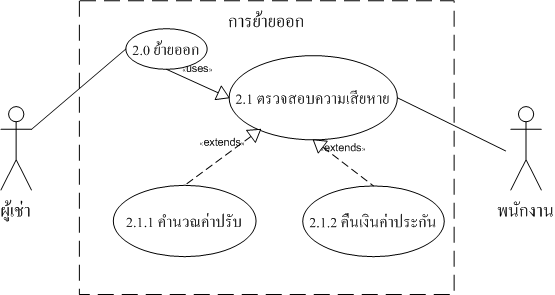 การย้ายออก
2.0 ย้ายออก
«uses»
2.1 ตรวจสอบความเสียหาย
«extends»
«extends»
ผู้เช่า
2.1.1 คำนวณค่าปรับ
2.1.2 คืนเงินค่าประกัน
พนักงาน